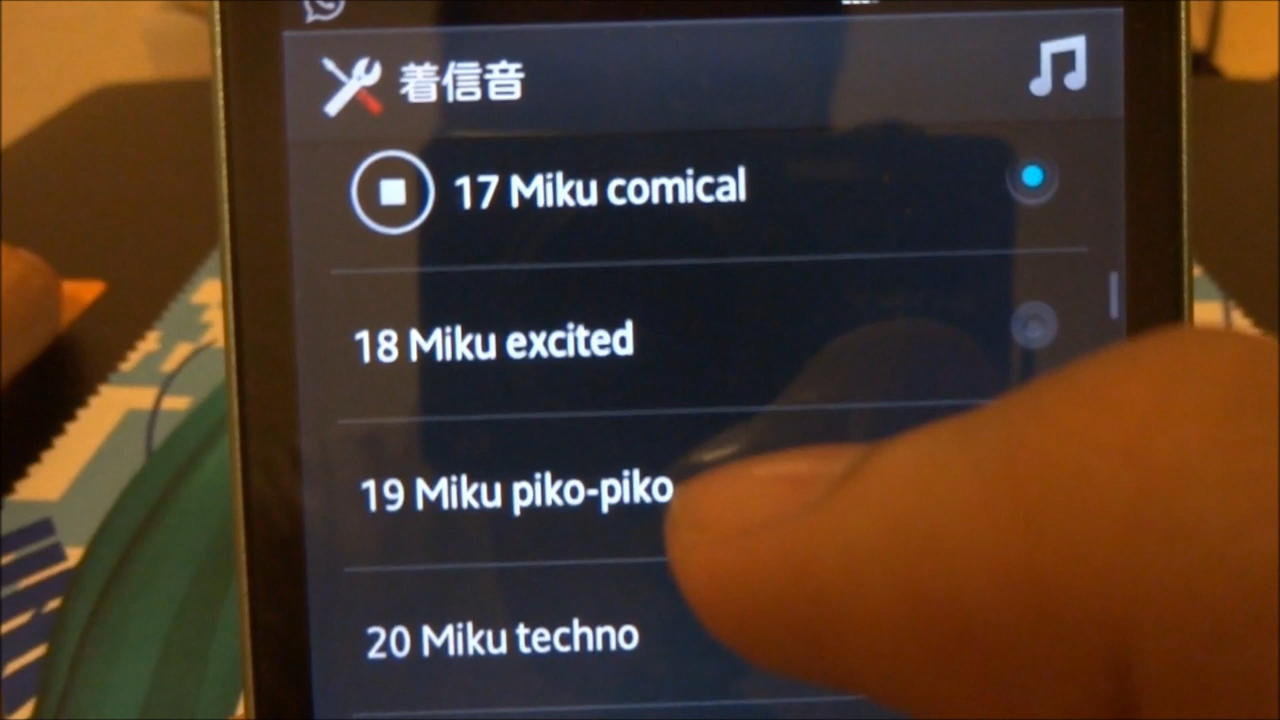 着信音
17 Miku comical
18 Miku excited
19 Miku piko-piko
20 Miku techno